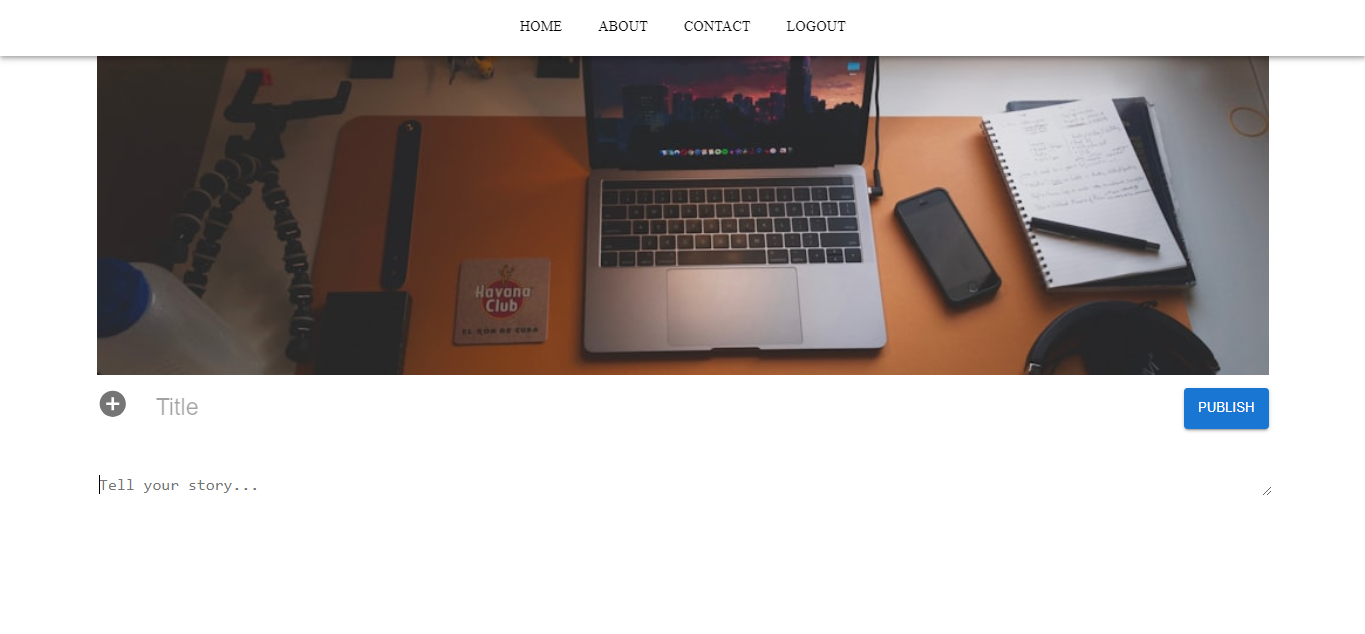 HOME ABOUT CONTACT LOGOUT
Havana
Club
EL RON DE CUBA
Title PUBLISH
Tell your story...